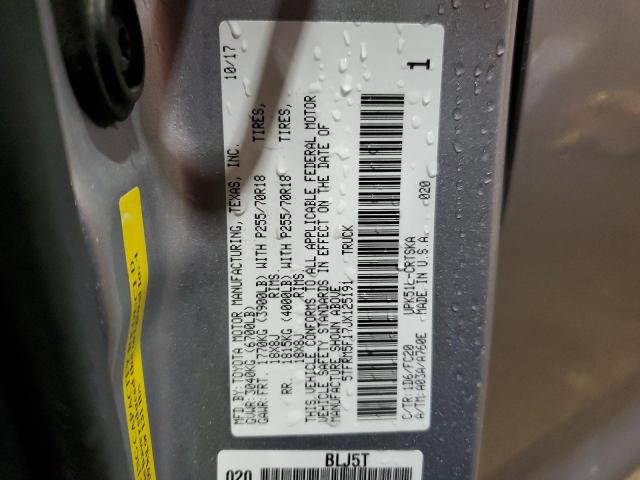 MFD.BY:TOYOTA MOTOR MANUFACTURING, TEXAS, INC. 10/17
GVWR:3040KG (6700LB)
GAWR:FRT 1770KG (3900LB) WITH P255/70R18 TIRES,
18X8J RIMS.
RR. 1815KG (4000LB) WITH P255/70R18 TIRES,
18X8J RIMS.
THIS VEHICLE CONFORMS TO ALL APPLICABLE FEDERAL MOTOR
VEHICLE SAFETY STANDARDS IN EFFECT ON THE DATE OF
MANUFACTURE SHOWN ABOVE.
5TFRM5F17JX125191 TRUCK
C/TR:1D6/FC20 UPK51L-CRTSKA 020
A/TM:A03A/A760E MADE IN U.S.A.
1
BLJ5T
020